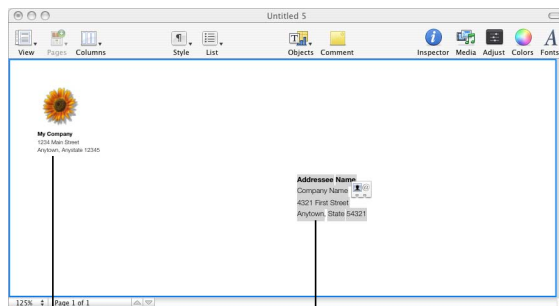 Untitled 5
View Pages Columns Style List Objects Comment Inspector Media Adjust Colors Fonts
My Company
1234 Main Street
Anytown, Anystate 12345
Addressee Name
Company Name
4321 First Street
Anytown, State 54321
125% Page 1 of 1